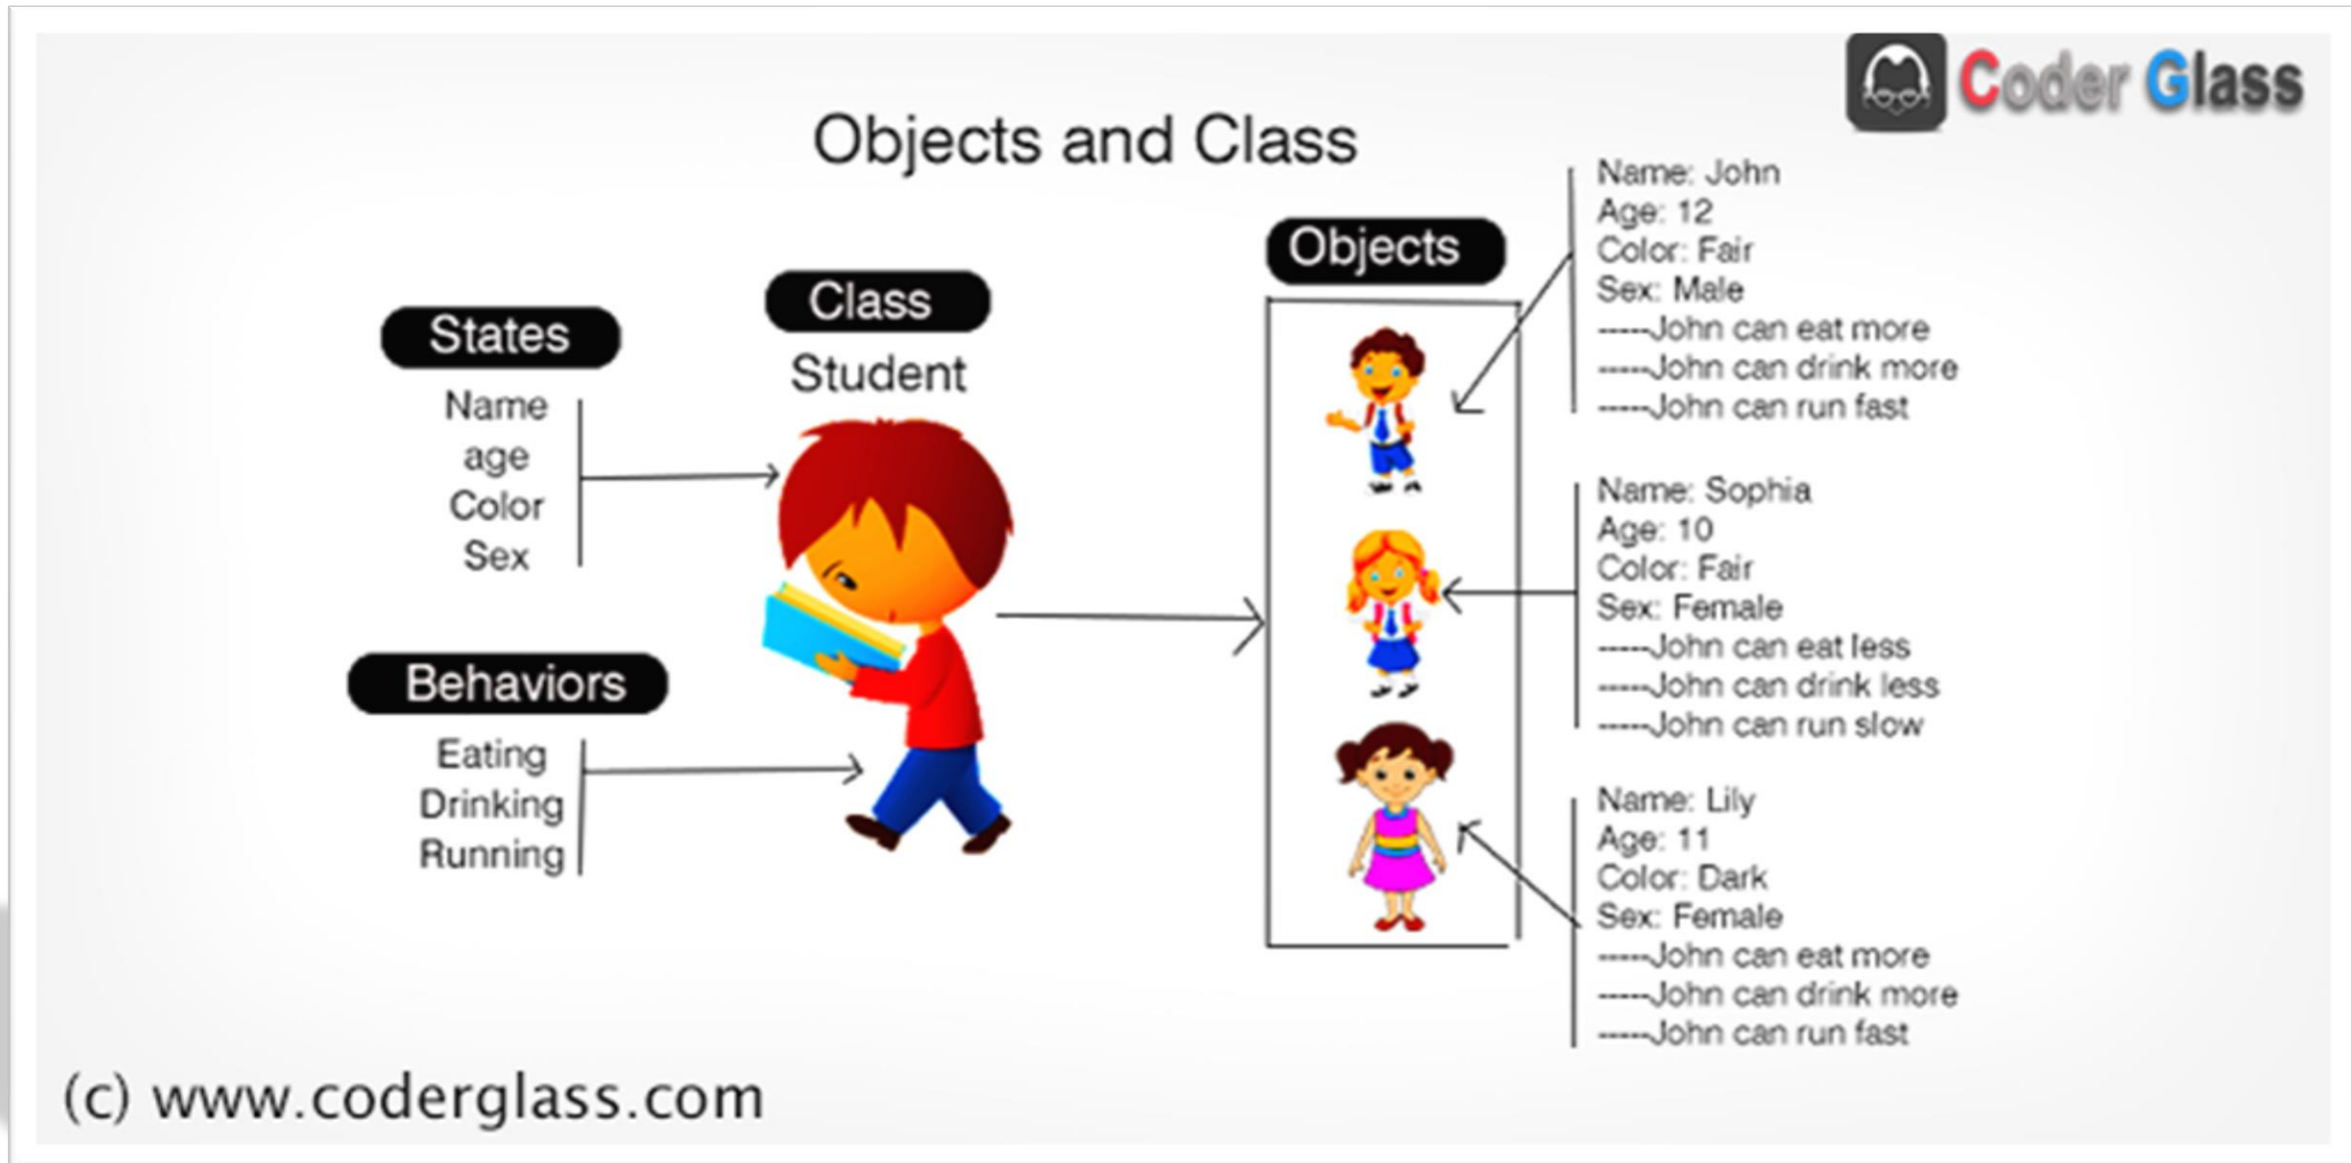 Coder Glass
Objects and Class
States
Name
age
Color
Sex
Behaviors
Eating
Drinking
Running
Class
Student
Objects
Name: John
Age: 12
Color: Fair
Sex: Male
-----John can eat more
-----John can drink more
-----John can run fast
Name: Sophia
Age: 10
Color: Fair
Sex: Female
-----John can eat less
-----John can drink less
-----John can run slow
Name: Lily
Age: 11
Color: Dark
Sex: Female
-----John can eat more
-----John can drink more
-----John can run fast
(c) www.coderglass.com